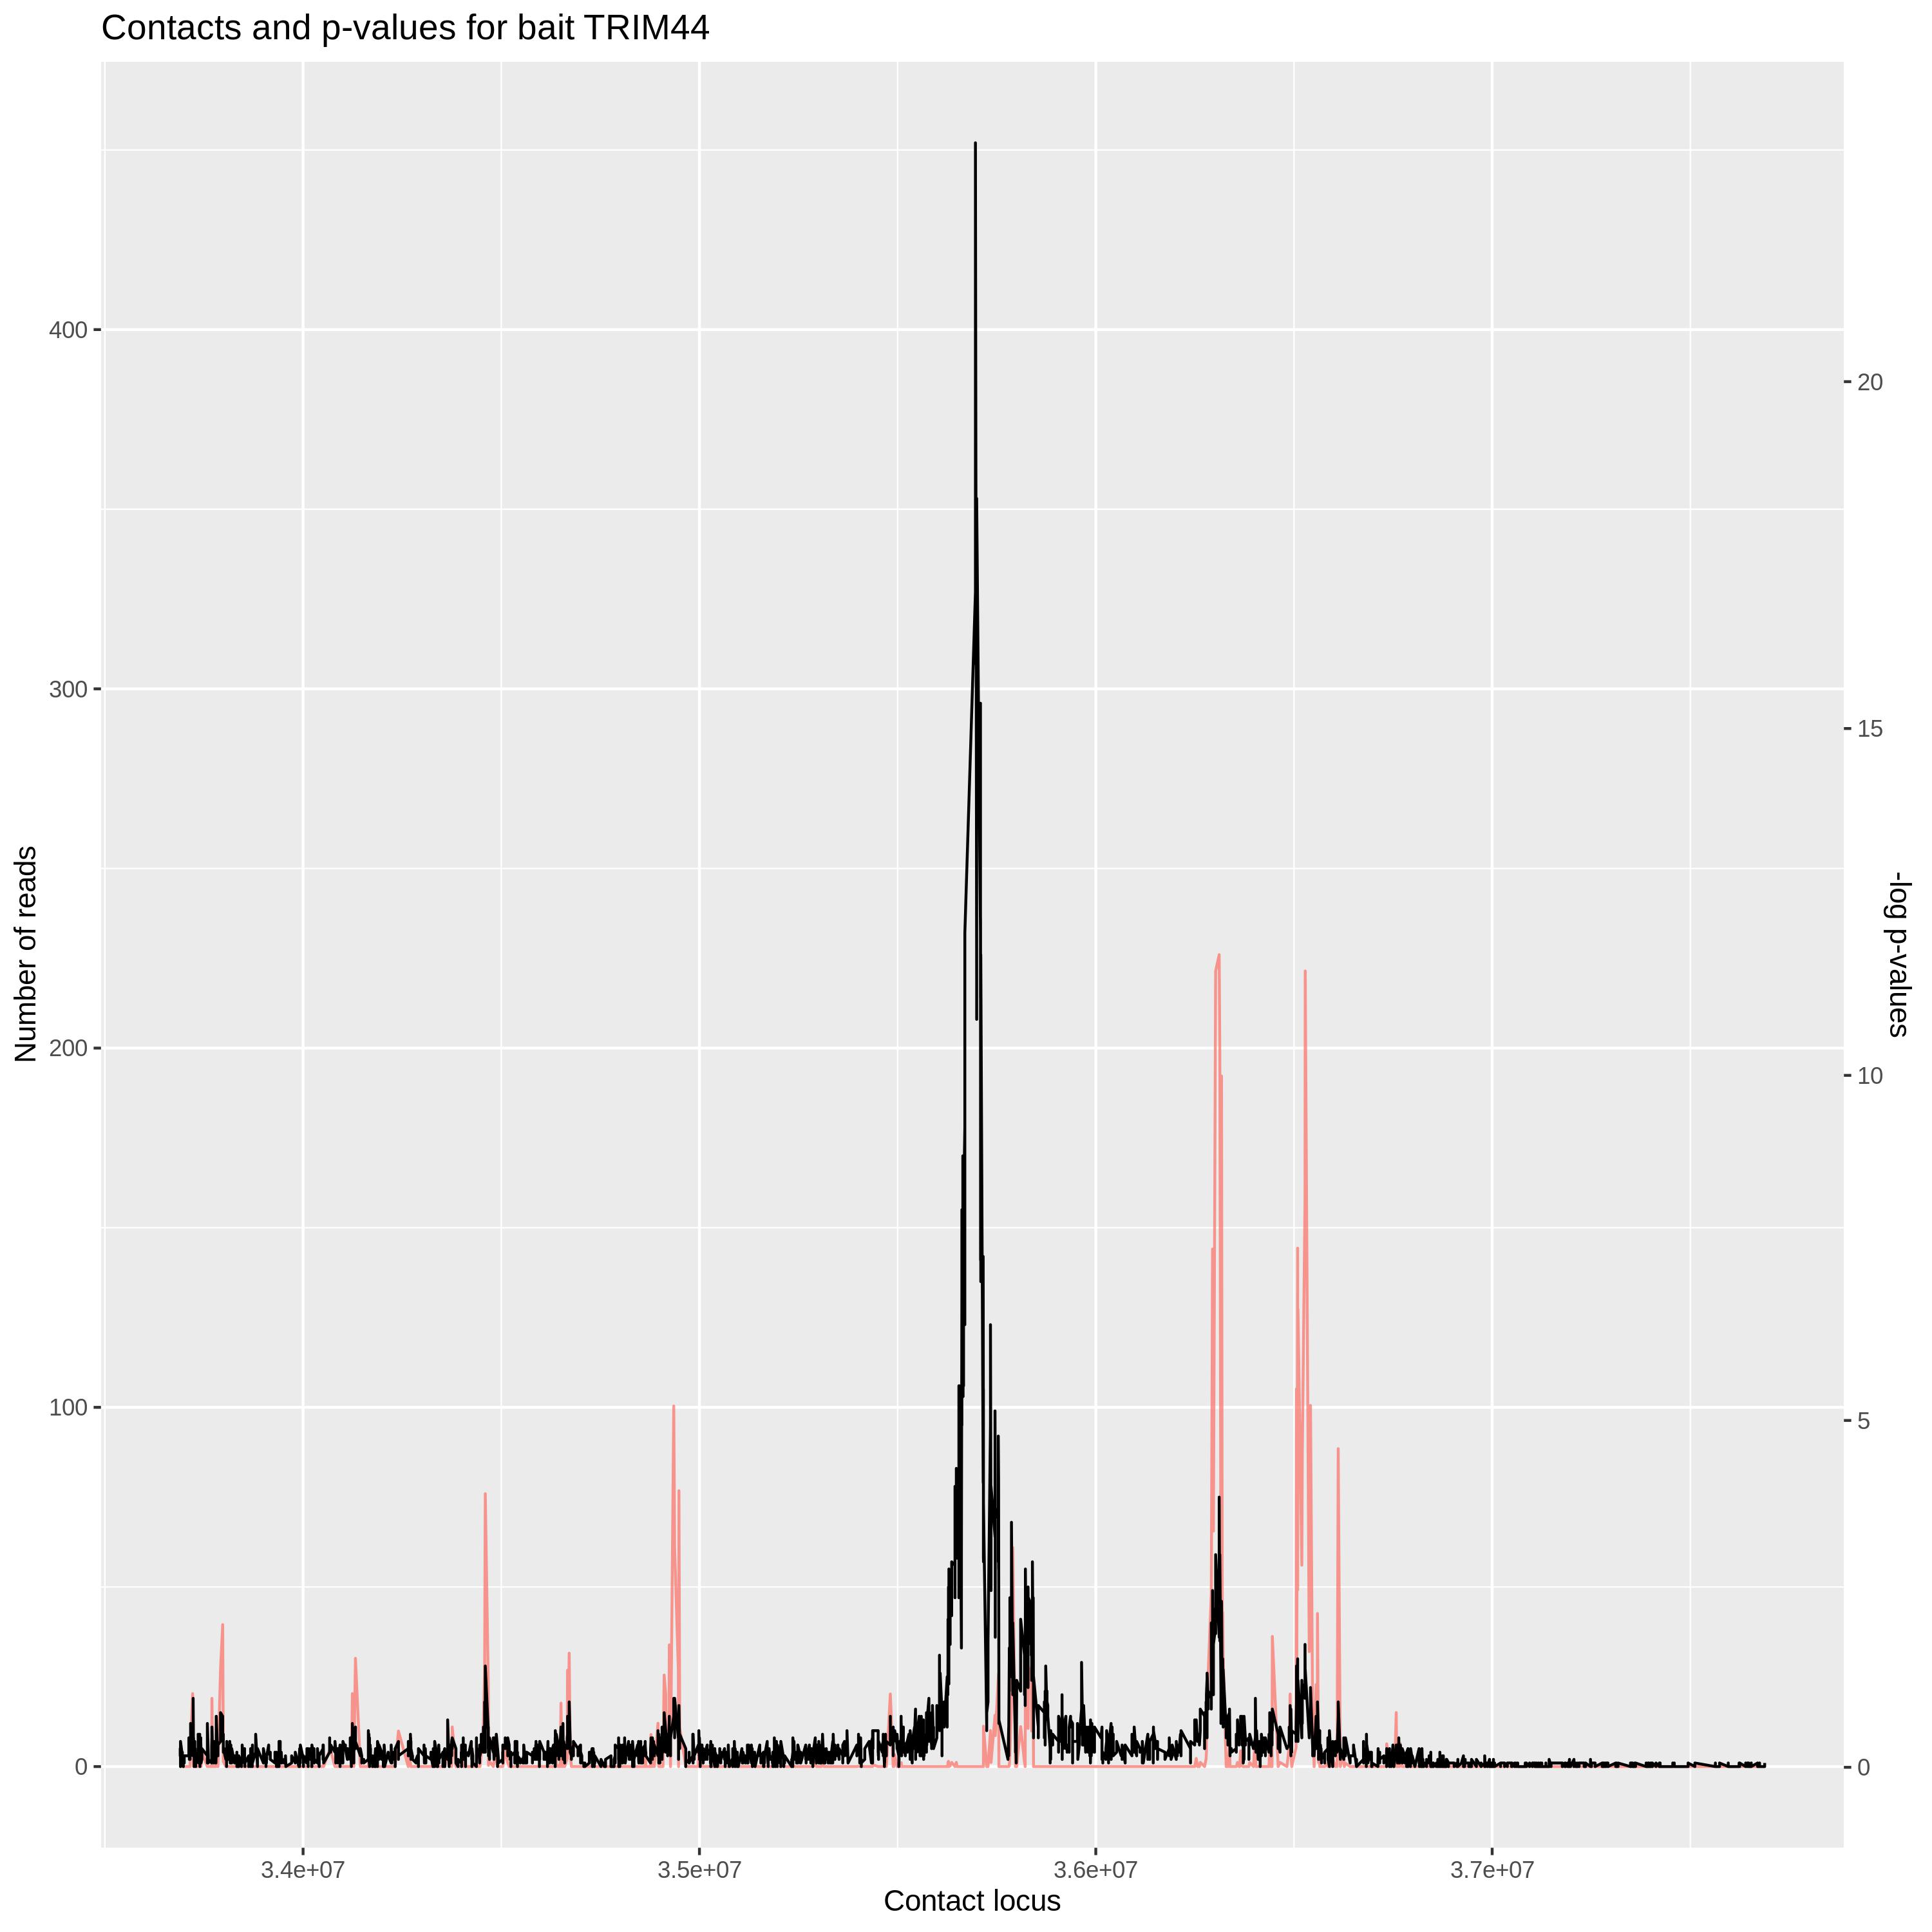 Contacts and p-values for bait TRIM44
Number of reads
400
300
200
100
0
20
15
10
5
0
-log p-values
3.4e+07
3.5e+07
3.6e+07
3.7e+07
Contact locus